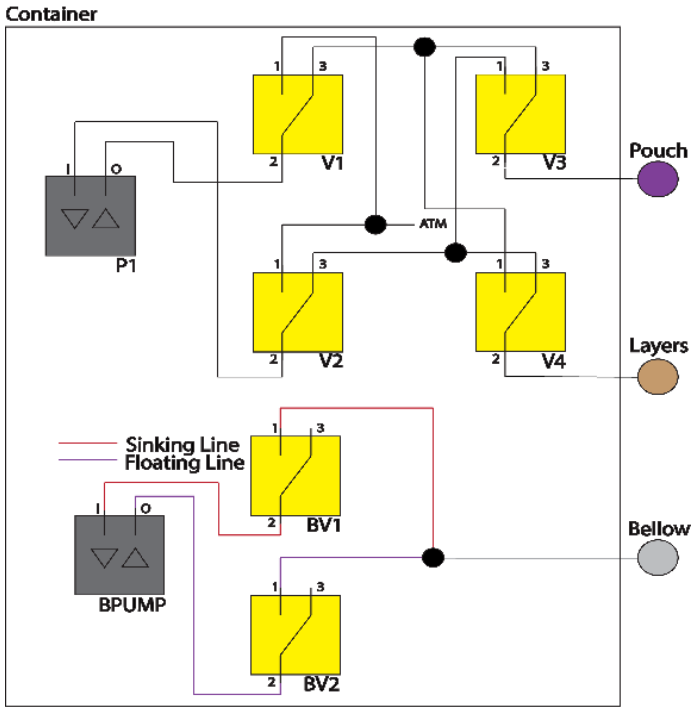 Container
1 3
2 V1
1 3
2 V3
Pouch
I O
P1
ATM
1 3
2 V2
1 3
2 V4
Layers
Sinking Line
Floating Line
1 3
2 BV1
I O
BPUMP
Bellow
1 3
2 BV2